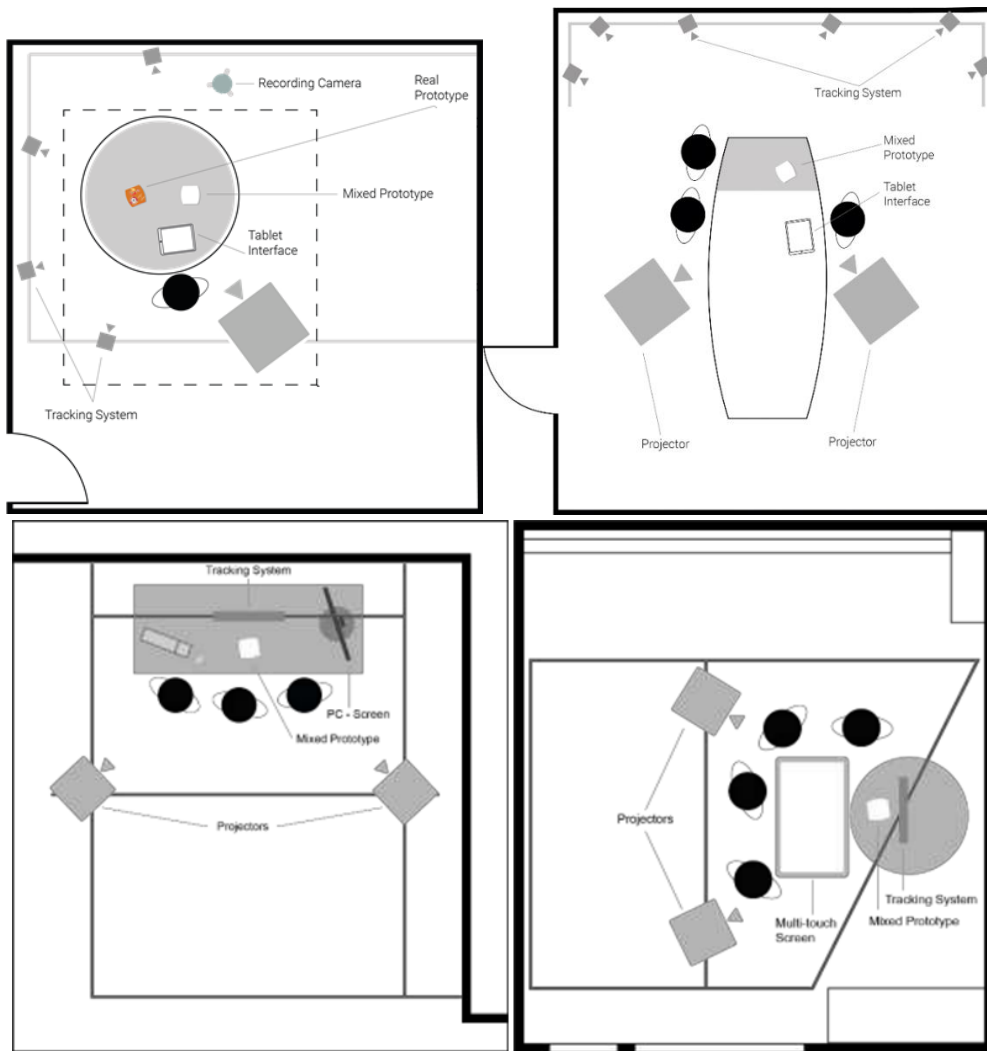 Recording Camera
Real
Prototype
Mixed Prototype
Tablet
Interface
Tracking System
Tracking System
Mixed
Prototype
Tablet
Interface
Projector
Projector
Tracking System
PC - Screen
Mixed Prototype
Projectors
Projectors
Multi-touch
Screen
Tracking System
Mixed Prototype